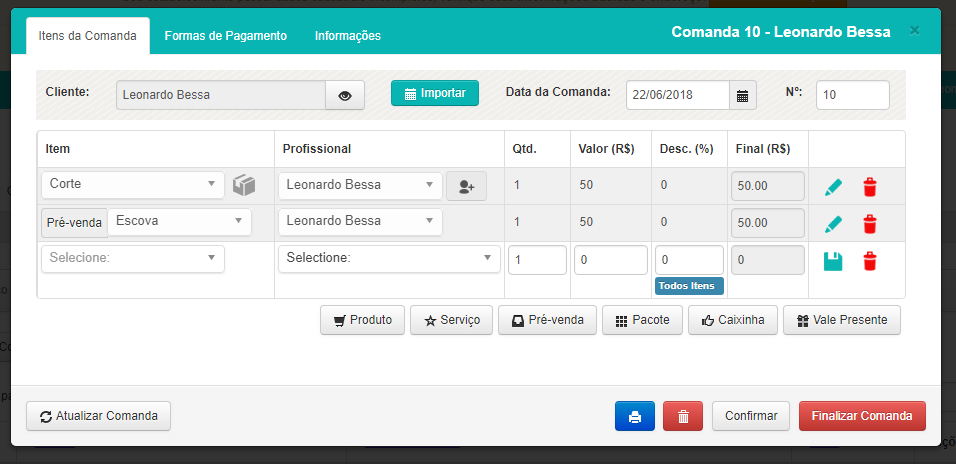 Itens da Comanda Formas de Pagamento Informações Comanda 10 - Leonardo Bessa ×
Cliente: Leonardo Bessa Importar Data da Comanda: 22/06/2018 Nº: 10
Item Profissional Qtd. Valor (R$) Desc. (%) Final (R$)
Corte Leonardo Bessa 1 50 0 50.00
Pré-venda Escova Leonardo Bessa 1 50 0 50.00
Selecione: Selecione: 1 0 0 0
Todos Itens
Produto Serviço Pré-venda Pacote Caixinha Vale Presente
Atualizar Comanda Confirmar Finalizar Comanda